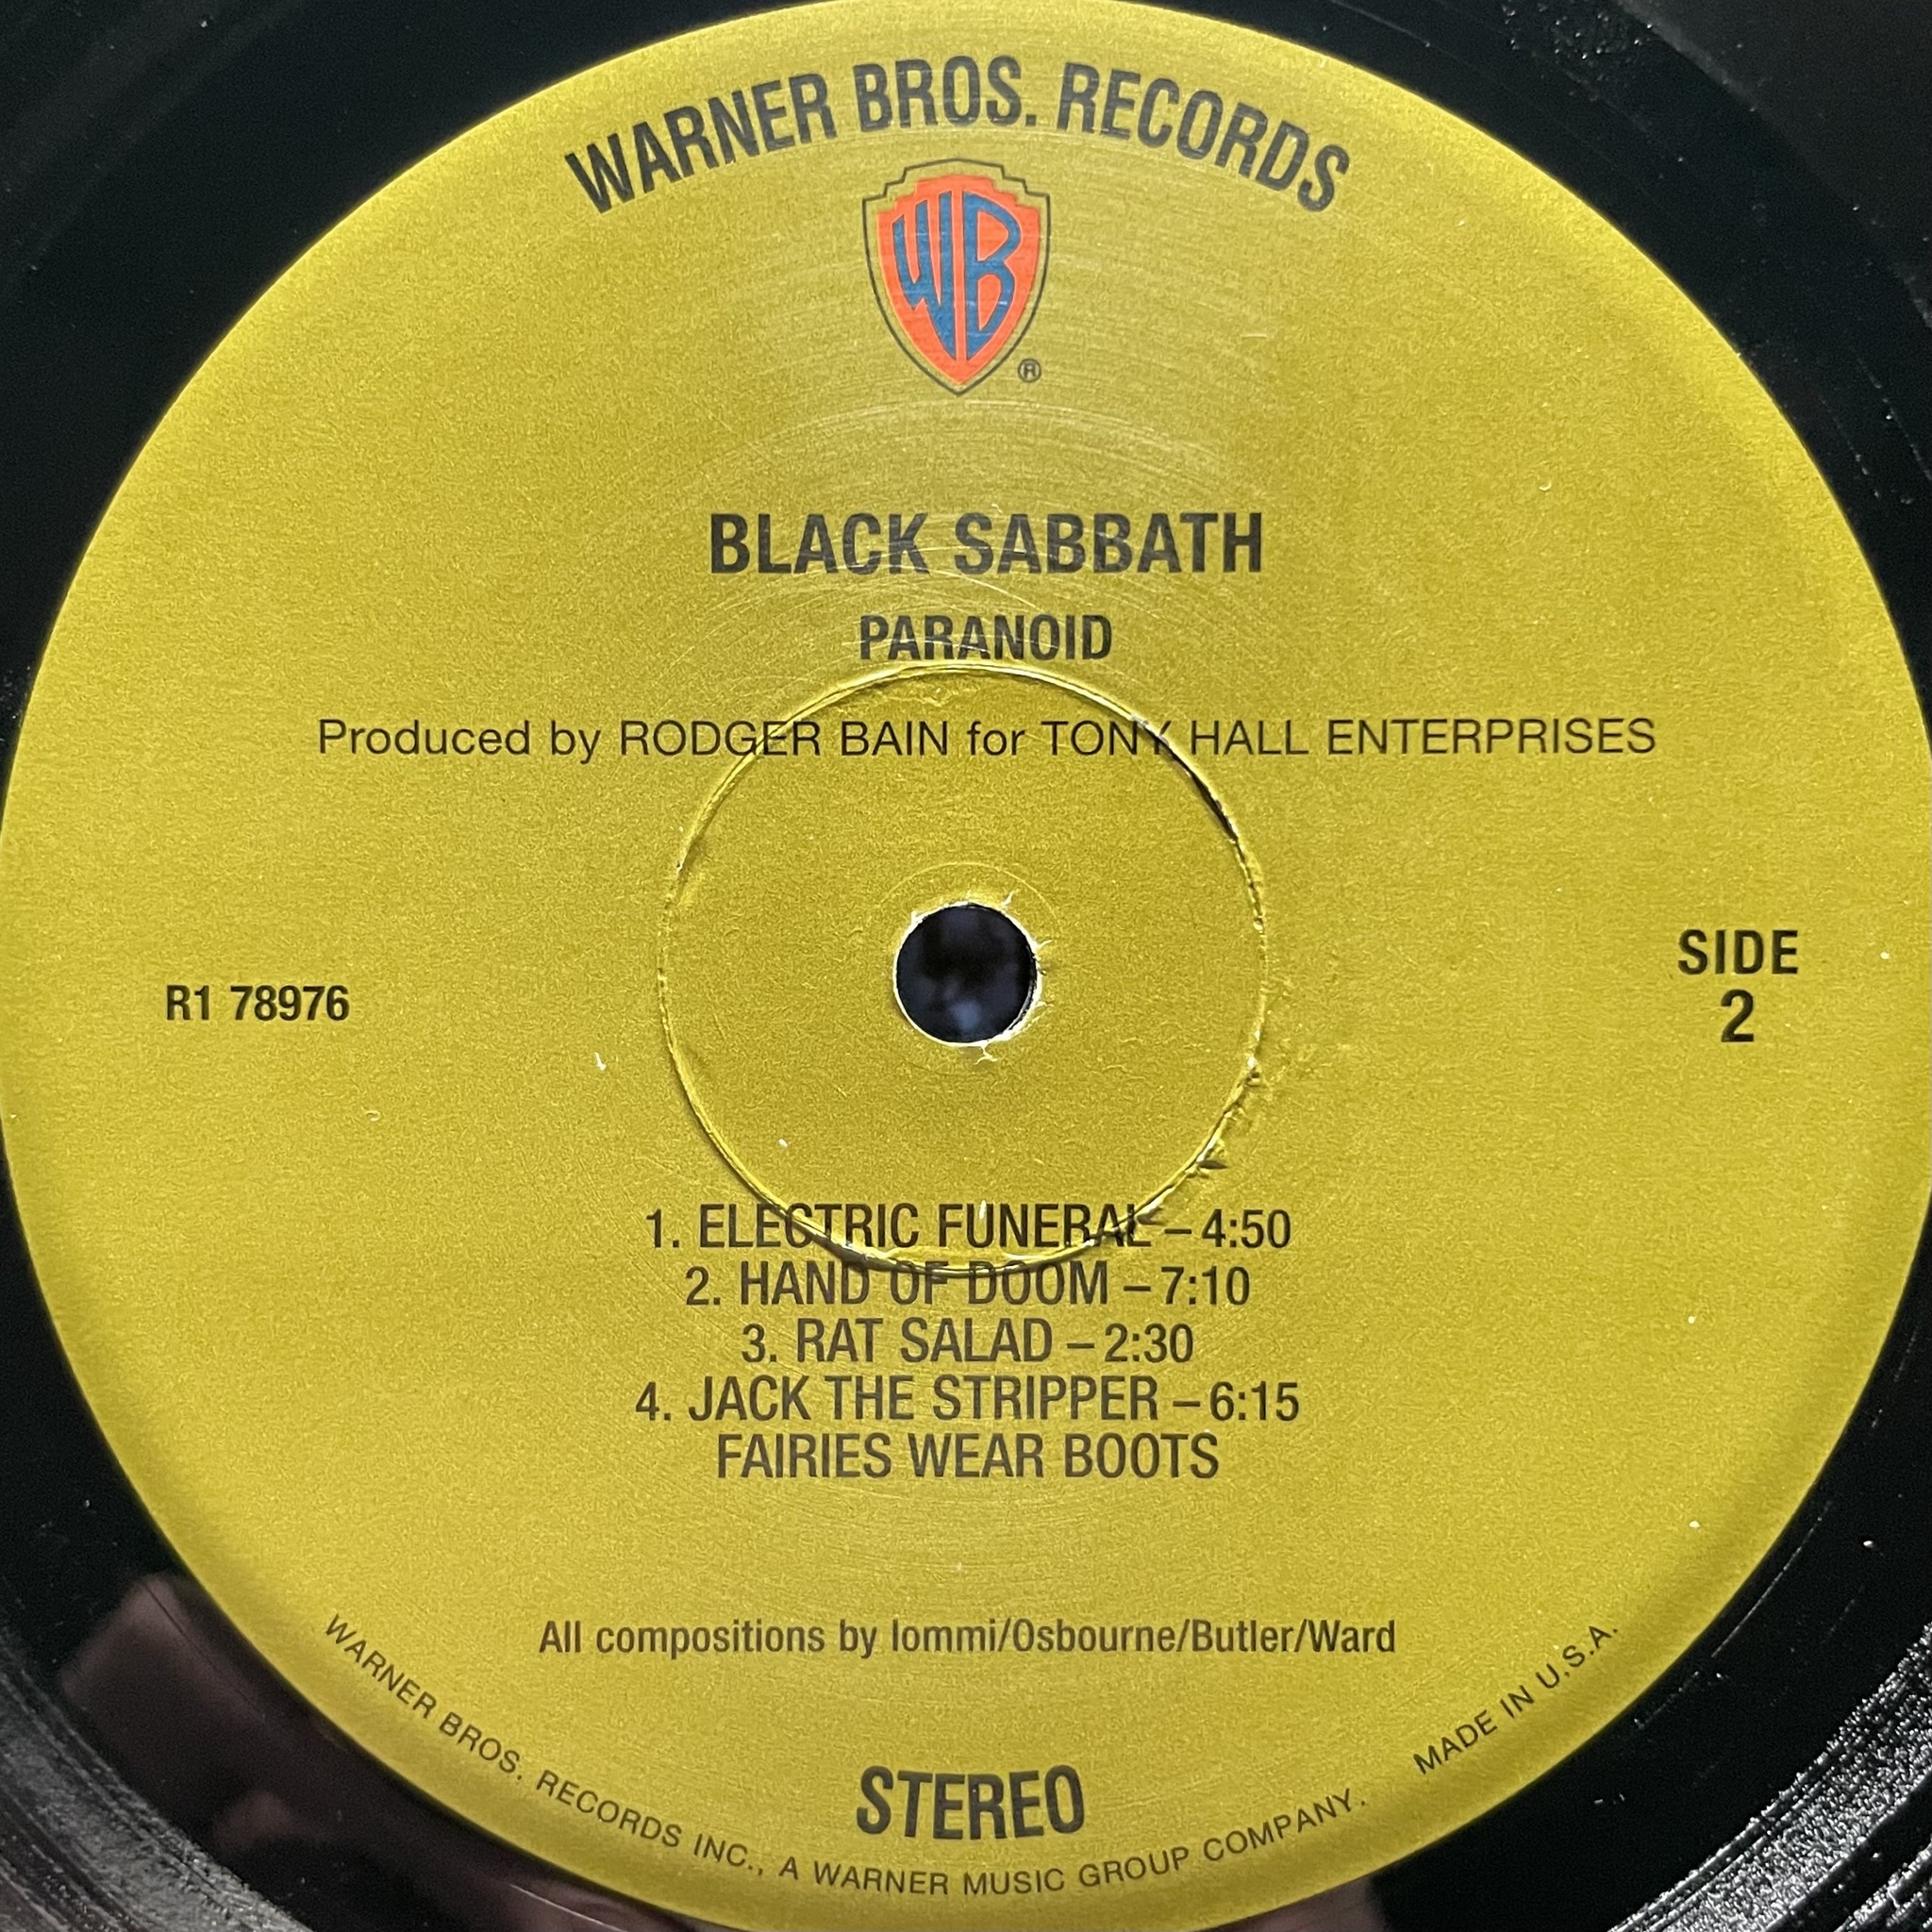 WARNER BROS. RECORDS
WB
®
BLACK SABBATH
PARANOID
Produced by RODGER BAIN for TONY HALL ENTERPRISES
R1 78976
SIDE
2
1. ELECTRIC FUNERAL – 4:50
2. HAND OF DOOM – 7:10
3. RAT SALAD – 2:30
4. JACK THE STRIPPER – 6:15
FAIRIES WEAR BOOTS
All compositions by Iommi/Osbourne/Butler/Ward
STEREO
WARNER BROS. RECORDS INC., A WARNER MUSIC GROUP COMPANY. MADE IN U.S.A.